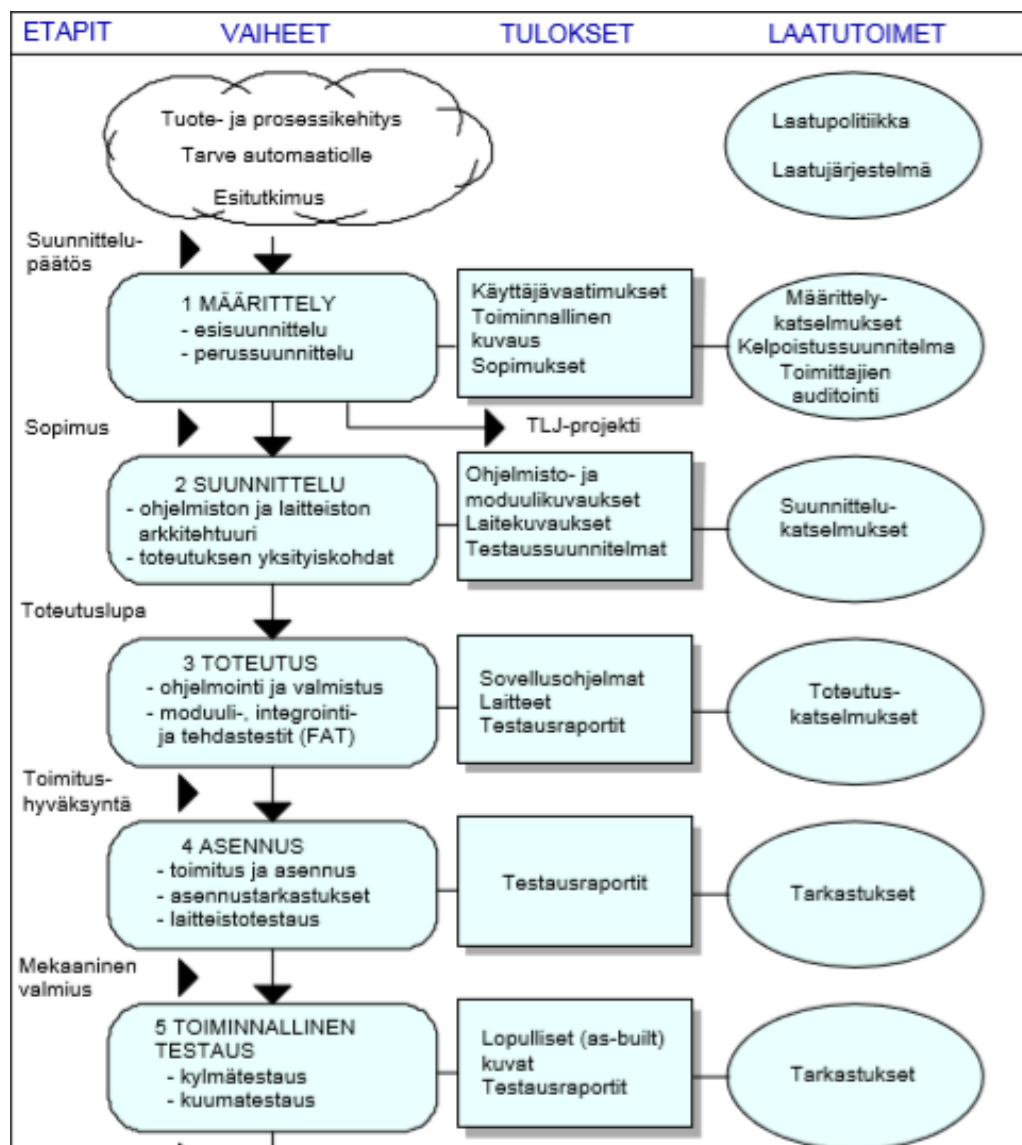 ETAPIT VAIHEET TULOKSET LAATUTOIMET
Tuote- ja prosessikehitys
Tarve automaatiolle
Esitutkimus
Laatupolitiikka
Laatujärjestelmä
Suunnittelu-
päätös
1 MÄÄRITTELY
- esisuunnittelu
- perussuunnittelu
Käyttäjävaatimukset
Toiminnallinen
kuvaus
Sopimukset
Määrittely-
katselmukset
Kelpoistussuunnitelma
Toimittajien
auditointi
Sopimus
TLJ-projekti
2 SUUNNITTELU
- ohjelmiston ja laitteiston
arkkitehtuuri
- toteutuksen yksityiskohdat
Ohjelmisto- ja
moduulikuvaukset
Laitekuvaukset
Testaussuunnitelmat
Suunnittelu-
katselmukset
Toteutuslupa
3 TOTEUTUS
- ohjelmointi ja valmistus
- moduuli-, integrointi-
ja tehdastestit (FAT)
Sovellusohjelmat
Laitteet
Testausraportit
Toteutus-
katselmukset
Toimitus-
hyväksyntä
4 ASENNUS
- toimitus ja asennus
- asennustarkastukset
- laitteistotestaus
Testausraportit
Tarkastukset
Mekaaninen
valmius
5 TOIMINNALLINEN
TESTAUS
- kylmätestaus
- kuumatestaus
Lopulliset (as-built)
kuvat
Testausraportit
Tarkastukset